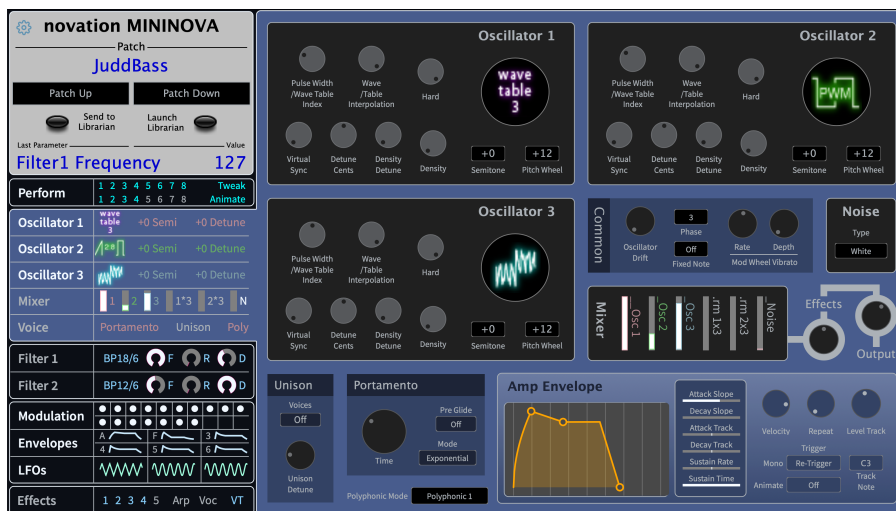 novation MININOVA
Patch
JuddBass
Patch Up
Patch Down
Send to
Librarian
Launch
Librarian
Last Parameter
Value
Filter1 Frequency
127
Perform
1 2 3 4 5 6 7 8 Tweak
1 2 3 4 5 6 7 8 Animate
Oscillator 1
wave
table
3
+0 Semi
+0 Detune
Oscillator 2
+0 Semi
+0 Detune
Oscillator 3
+0 Semi
+0 Detune
Mixer
1 2 3 1*3 2*3 N
Voice
Portamento Unison Poly
Filter 1
BP18/6 F R D
Filter 2
BP12/6 F R D
Modulation
Envelopes
A F 3
4 5 6
LFOs
Effects
1 2 3 4 5 Arp Voc VT
Oscillator 1
Pulse Width
/Wave Table
Index
Wave
/Table
Interpolation
Hard
wave
table
3
Virtual
Sync
Detune
Cents
Density
Detune
Density
+0
Semitone
+12
Pitch Wheel
Oscillator 2
Pulse Width
/Wave Table
Index
Wave
/Table
Interpolation
Hard
PWM
Virtual
Sync
Detune
Cents
Density
Detune
Density
+0
Semitone
+12
Pitch Wheel
Oscillator 3
Pulse Width
/Wave Table
Index
Wave
/Table
Interpolation
Hard
Virtual
Sync
Detune
Cents
Density
Detune
Density
+0
Semitone
+12
Pitch Wheel
Common
Oscillator
Drift
3
Phase
Off
Fixed Note
Rate
Depth
Mod Wheel Vibrato
Noise
Type
White
Mixer
Osc 1
Osc 2
Osc 3
.rm 1x3
.rm 2x3
Noise
Effects
Output
Unison
Voices
Off
Unison
Detune
Portamento
Time
Pre Glide
Off
Mode
Exponential
Polyphonic Mode
Polyphonic 1
Amp Envelope
Attack Slope
Decay Slope
Attack Track
Decay Track
Sustain Rate
Sustain Time
Velocity
Repeat
Level Track
Trigger
Mono
Re-Trigger
C3
Animate
Off
Track
Note